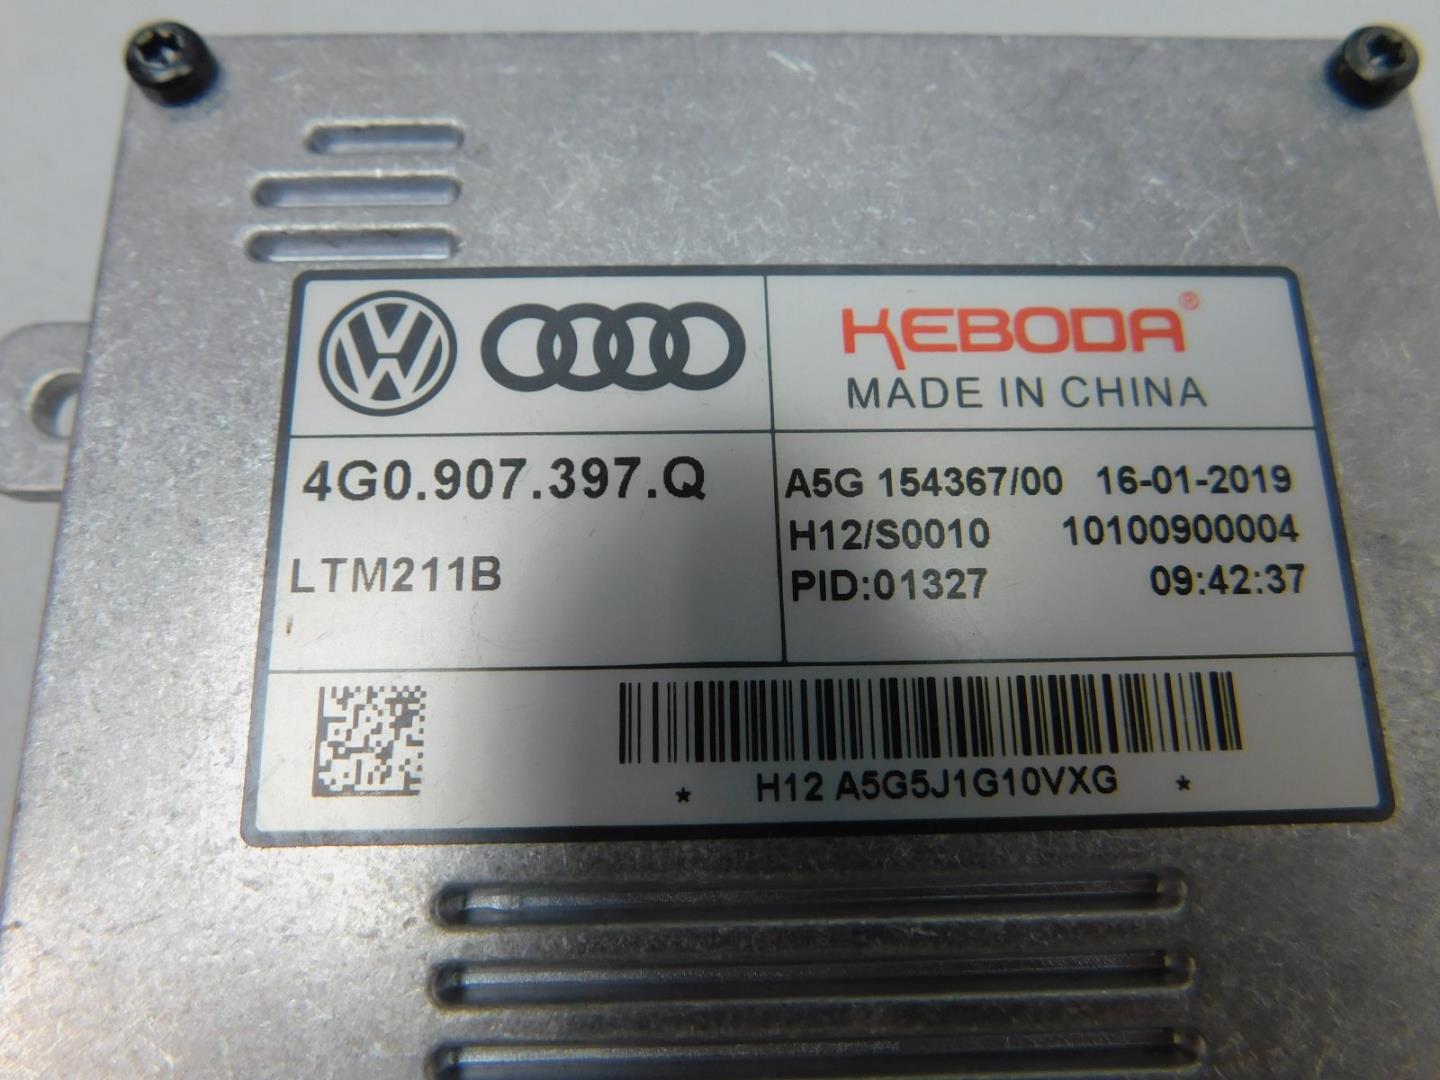 KEBODA®
MADE IN CHINA
4G0.907.397.Q
LTM211B
A5G 154367/00 16-01-2019
H12/S0010 10100900004
PID:01327 09:42:37
* H12 A5G5J1G10VXG *